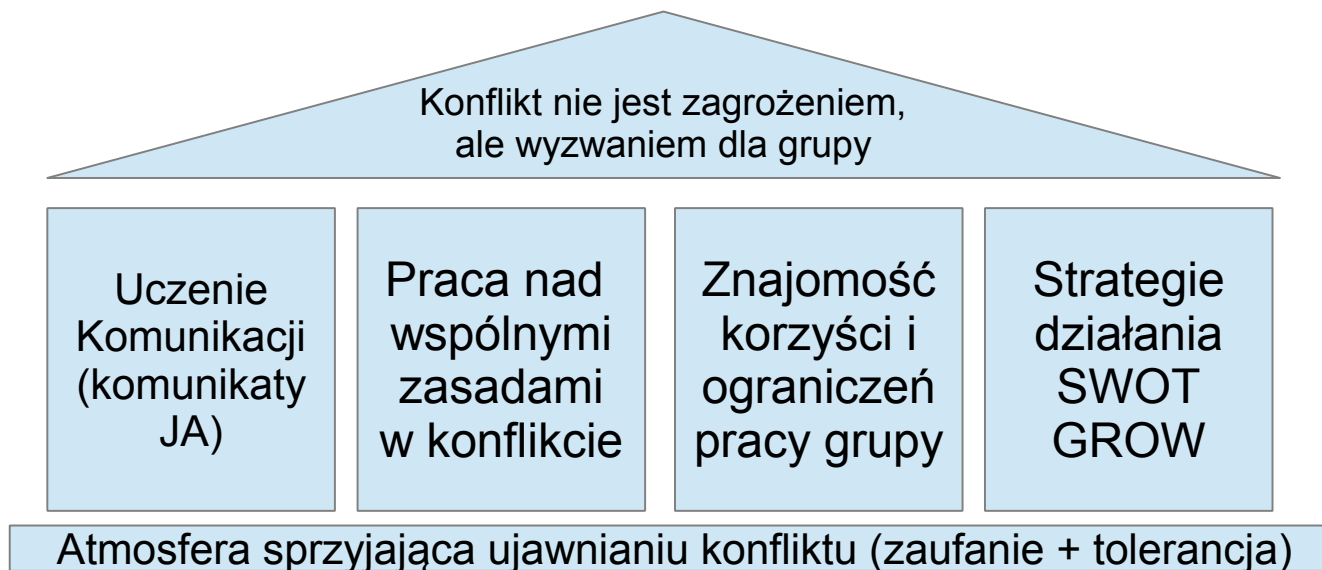 Konflikt nie jest zagrożeniem,
ale wyzwaniem dla grupy
Uczenie
Komunikacji
(komunikaty
JA)
Praca nad
wspólnymi
zasadami
w konflikcie
Znajomość
korzyści i
ograniczeń
pracy grupy
Strategie
działania
SWOT
GROW
Atmosfera sprzyjająca ujawnianiu konfliktu (zaufanie + tolerancja)